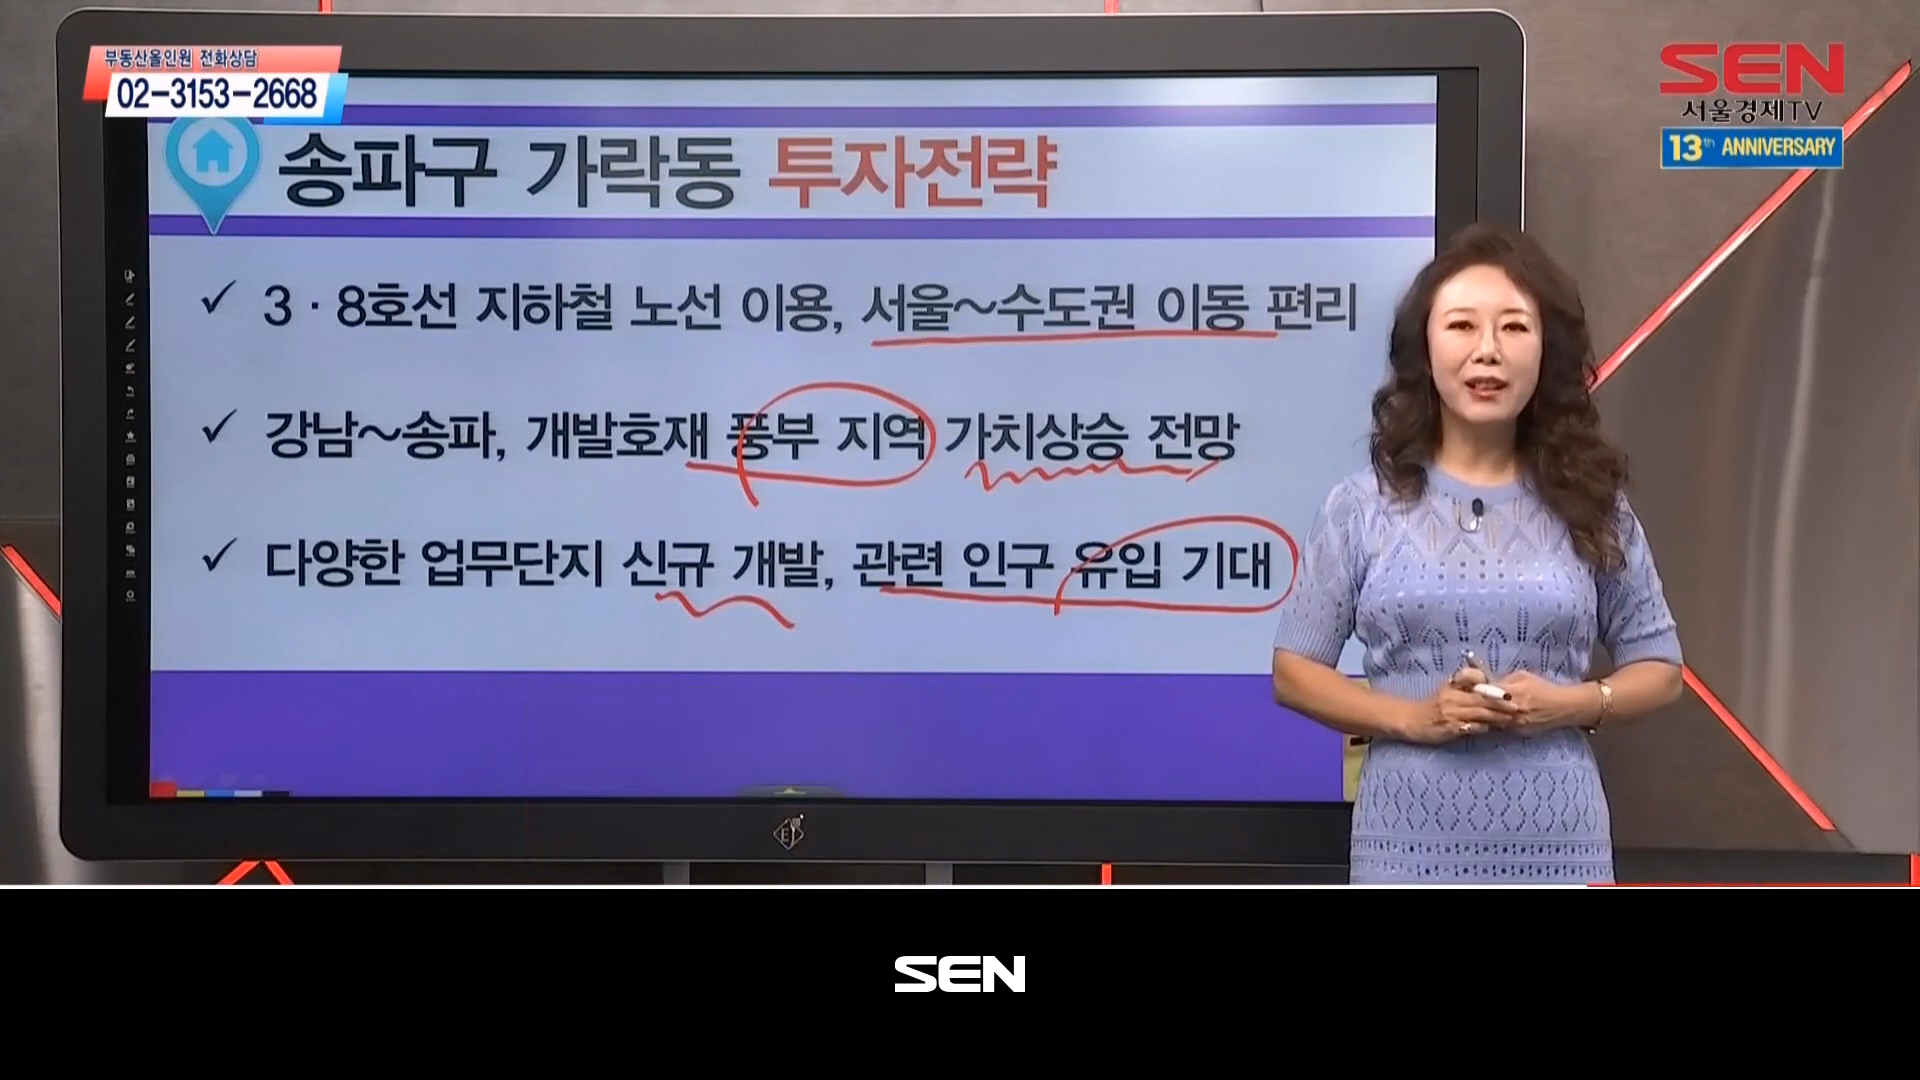 부동산올인원 전화상담
02-3153-2668
SEN
서울경제TV
13th ANNIVERSARY
송파구 가락동 투자전략
✓ 3·8호선 지하철 노선 이용, 서울~수도권 이동 편리
✓ 강남~송파, 개발호재 풍부 지역 가치상승 전망
✓ 다양한 업무단지 신규 개발, 관련 인구 유입 기대
SEN